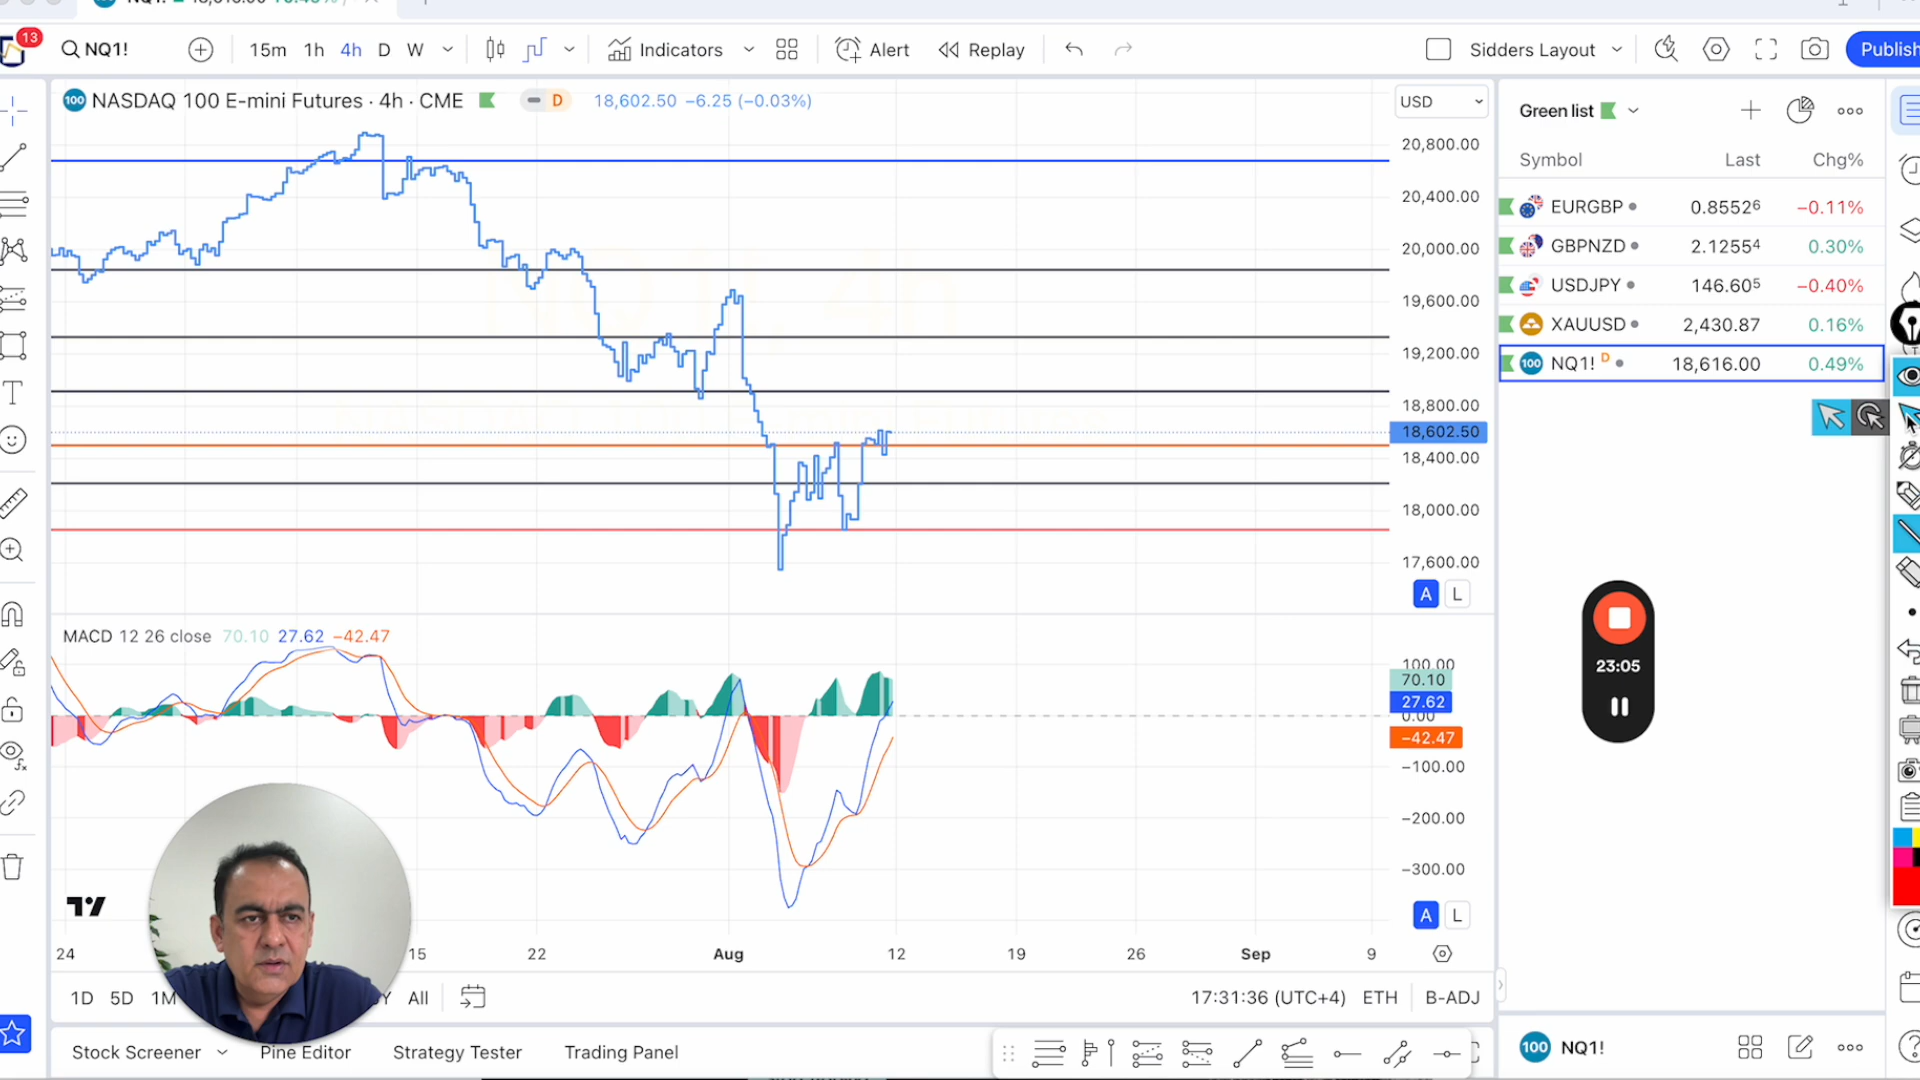 13
NQ1!
15m 1h 4h D W
Indicators
Alert
Replay
Sidders Layout
Publish
100 NASDAQ 100 E-mini Futures · 4h · CME D 18,602.50 −6.25 (−0.03%)
USD
20,800.00
20,400.00
20,000.00
19,600.00
19,200.00
18,800.00
18,602.50
18,400.00
18,000.00
17,600.00
A L
MACD 12 26 close 70.10 27.62 −42.47
100.00
70.10
27.62
0.00
−42.47
−100.00
−200.00
−300.00
A L
24 15 22 Aug 12 19 26 Sep 9
1D 5D 1M Y All
17:31:36 (UTC+4) ETH B-ADJ
Stock Screener Pine Editor Strategy Tester Trading Panel
Green list
Symbol Last Chg%
EURGBP 0.85526 −0.11%
GBPNZD 2.12554 0.30%
USDJPY 146.605 −0.40%
XAUUSD 2,430.87 0.16%
100 NQ1! D 18,616.00 0.49%
23:05
100 NQ1!